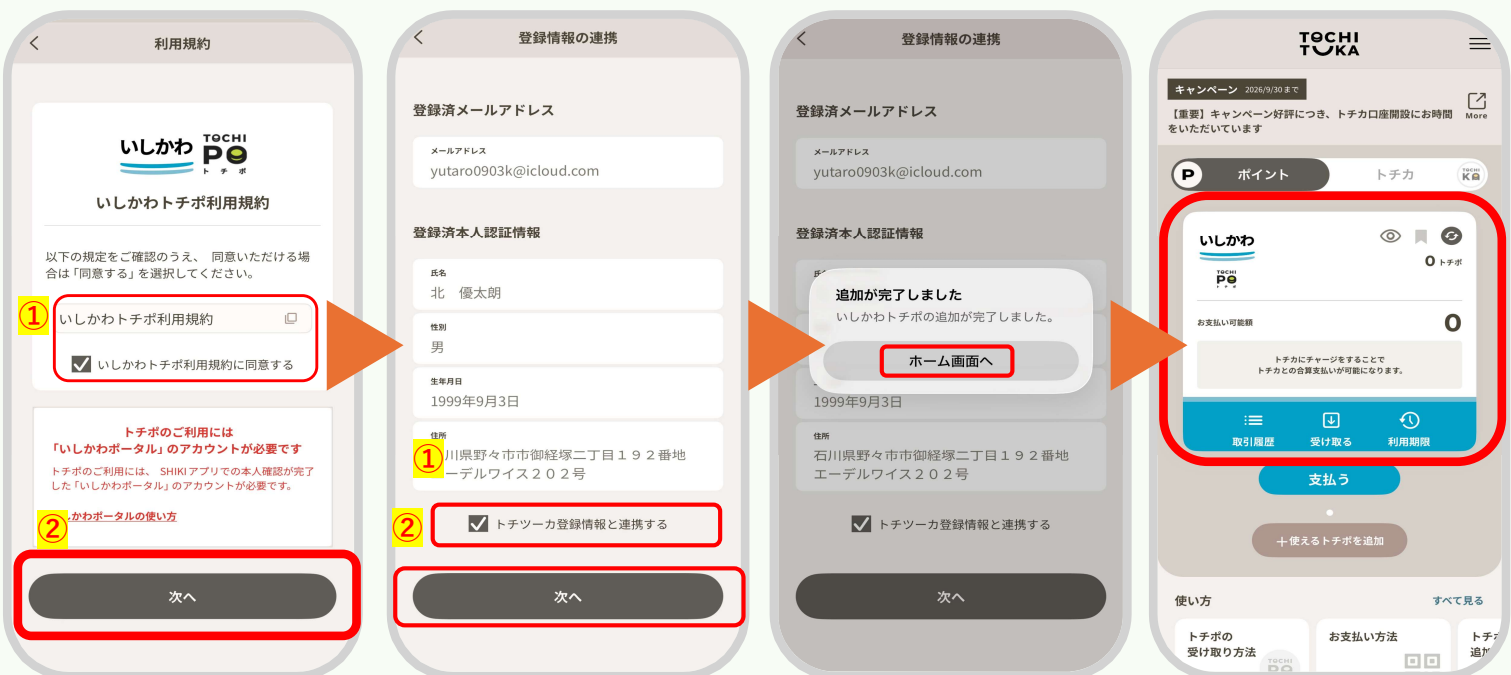 利用規約
いしかわ TOCHI PO トチポ
いしかわトチポ利用規約
以下の規定をご確認のうえ、 同意いただける場
合は「同意する」を選択してください。
①
いしかわトチポ利用規約
いしかわトチポ利用規約に同意する
トチポのご利用には
「いしかわポータル」のアカウントが必要です
トチポのご利用には、 SHIKIアプリでの本人確認が完了
した「いしかわポータル」のアカウントが必要です。
②
かわポータルの使い方
次へ
登録情報の連携
登録済メールアドレス
メールアドレス
yutaro0903k@icloud.com
登録済本人認証情報
氏名
北 優太朗
性別
男
生年月日
1999年9月3日
住所
①
川県野々市市御経塚二丁目192番地
ーデルワイス202号
②
トチツーカ登録情報と連携する
次へ
登録情報の連携
登録済メールアドレス
メールアドレス
yutaro0903k@icloud.com
登録済本人認証情報
追加が完了しました
いしかわトチポの追加が完了しました。
ホーム画面へ
1999年9月3日
住所
石川県野々市市御経塚二丁目192番地
エーデルワイス202号
トチツーカ登録情報と連携する
次へ
TOCHI
TUKA
キャンペーン 2026/9/30まで
【重要】キャンペーン好評につき、トチカ口座開設にお時間
をいただいています
More
P ポイント トチカ TOCHI KA
いしかわ
TOCHI
PO
トチポ
0 トチポ
お支払い可能額 0
トチカにチャージをすることで
トチカとの合算支払いが可能になります。
取引履歴 受け取る 利用期限
支払う
+使えるトチポを追加
使い方 すべて見る
トチポの
受け取り方法
TOCHI
お支払い方法
トチ
追加